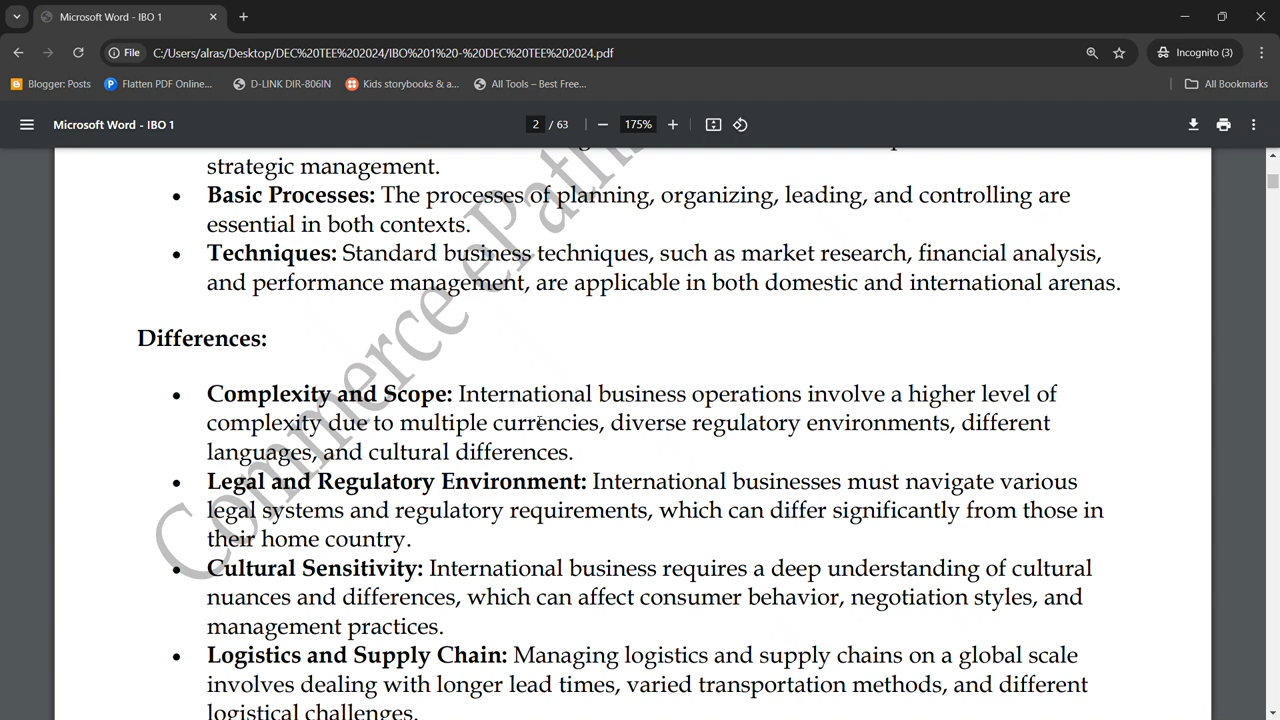 Microsoft Word - IBO 1
File
C:/Users/alras/Desktop/DEC%20TEE%202024/IBO%201%20-%20DEC%20TEE%202024.pdf
Incognito (3)
Blogger: Posts
Flatten PDF Online...
D-LINK DIR-806IN
Kids storybooks & a...
All Tools – Best Free...
All Bookmarks
Microsoft Word - IBO 1
2 / 63
175%
strategic management.
• Basic Processes: The processes of planning, organizing, leading, and controlling are
essential in both contexts.
• Techniques: Standard business techniques, such as market research, financial analysis,
and performance management, are applicable in both domestic and international arenas.
Differences:
• Complexity and Scope: International business operations involve a higher level of
complexity due to multiple currencies, diverse regulatory environments, different
languages, and cultural differences.
• Legal and Regulatory Environment: International businesses must navigate various
legal systems and regulatory requirements, which can differ significantly from those in
their home country.
• Cultural Sensitivity: International business requires a deep understanding of cultural
nuances and differences, which can affect consumer behavior, negotiation styles, and
management practices.
• Logistics and Supply Chain: Managing logistics and supply chains on a global scale
involves dealing with longer lead times, varied transportation methods, and different
logistical challenges.
Commerce